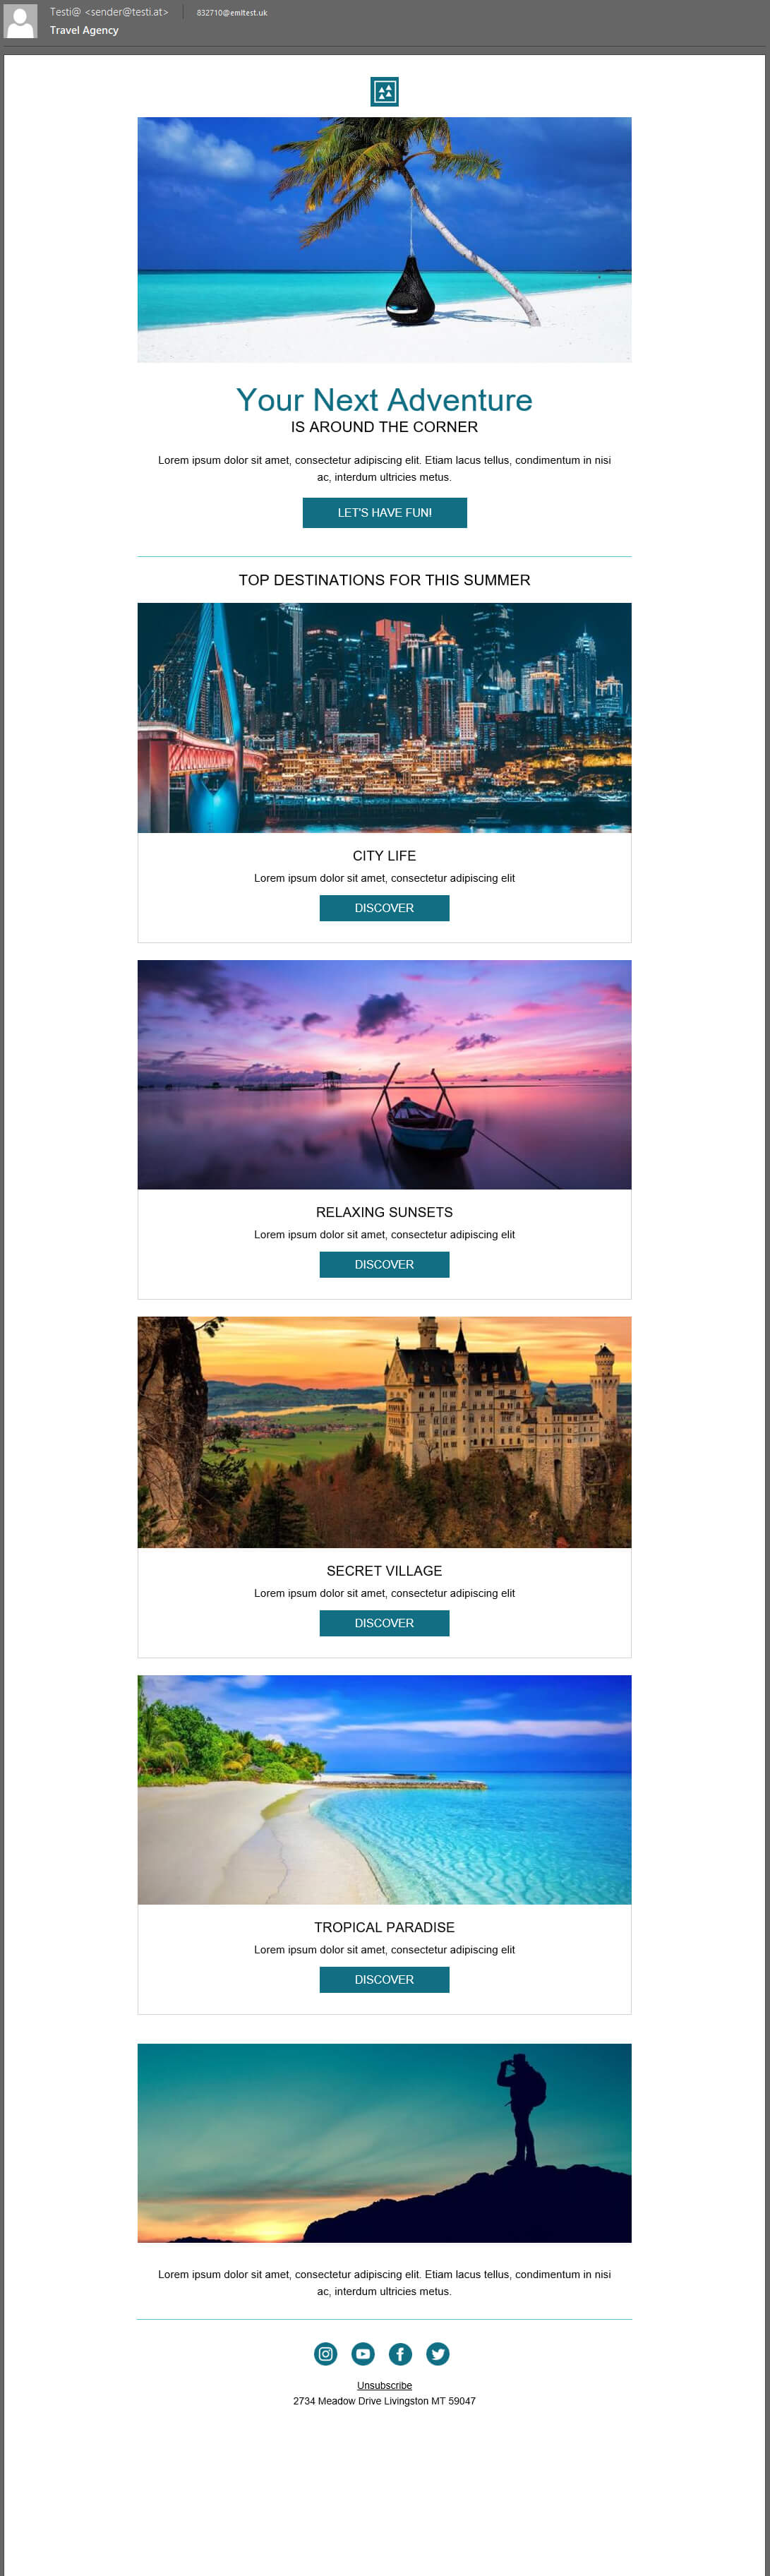 Testi@ <sender@testi.at>
832710@emltest.uk
Travel Agency
Your Next Adventure
IS AROUND THE CORNER
Lorem ipsum dolor sit amet, consectetur adipiscing elit. Etiam lacus tellus, condimentum in nisi
ac, interdum ultricies metus.
LET'S HAVE FUN!
TOP DESTINATIONS FOR THIS SUMMER
CITY LIFE
Lorem ipsum dolor sit amet, consectetur adipiscing elit
DISCOVER
RELAXING SUNSETS
Lorem ipsum dolor sit amet, consectetur adipiscing elit
DISCOVER
SECRET VILLAGE
Lorem ipsum dolor sit amet, consectetur adipiscing elit
DISCOVER
TROPICAL PARADISE
Lorem ipsum dolor sit amet, consectetur adipiscing elit
DISCOVER
Lorem ipsum dolor sit amet, consectetur adipiscing elit. Etiam lacus tellus, condimentum in nisi
ac, interdum ultricies metus.
Unsubscribe
2734 Meadow Drive Livingston MT 59047